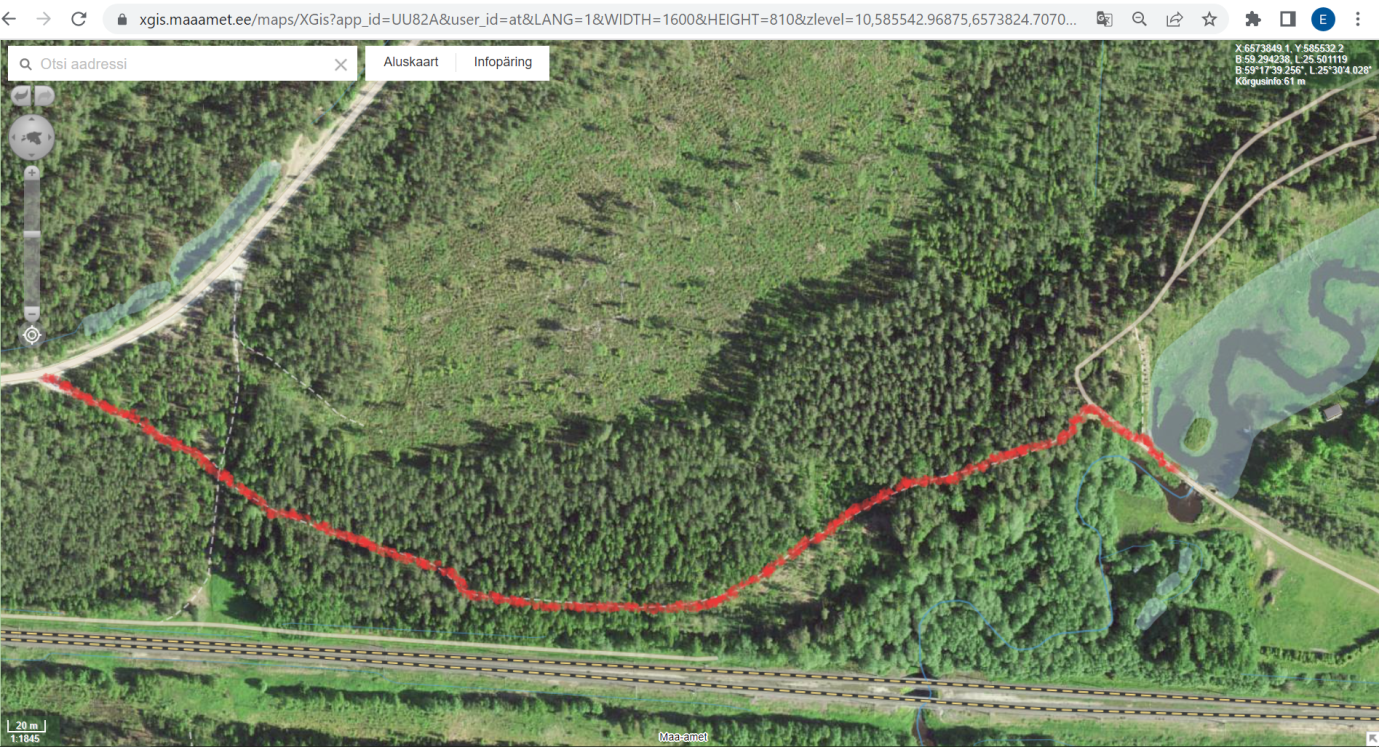 xgis.maaamet.ee/maps/XGis?app_id=UU82A&user_id=at&LANG=1&WIDTH=1600&HEIGHT=810&zlevel=10,585542.96875,6573824.7070...
E
Otsi aadressi
Aluskaart
Infopäring
X:6573849.1, Y:585532.2
B:59.294238, L:25.501119
B:59°17'39.256", L:25°30'4.028"
Kõrgusinfo:61 m
20 m
1:1845
Maa-amet